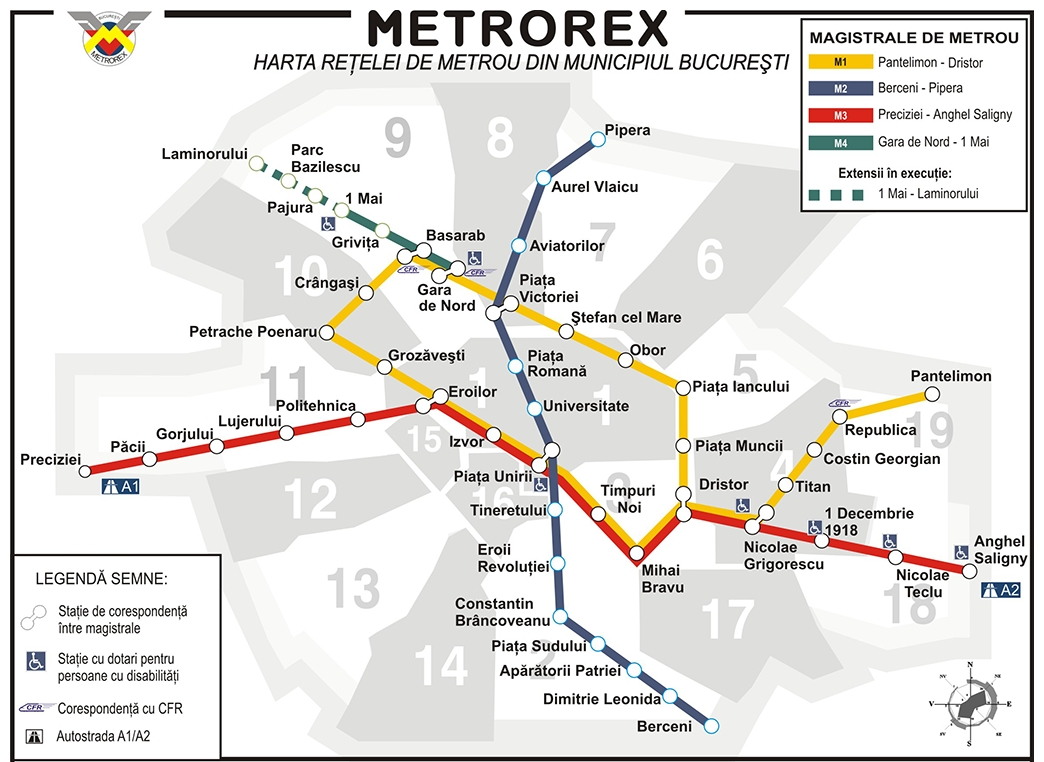 BUCUREȘTI
METROREX
METROREX
HARTA REȚELEI DE METROU DIN MUNICIPIUL BUCUREŞTI
MAGISTRALE DE METROU
M1 Pantelimon - Dristor
M2 Berceni - Pipera
M3 Preciziei - Anghel Saligny
M4 Gara de Nord - 1 Mai
Extensii în execuție:
1 Mai - Laminorului
9
8
7
6
10
11
5
1
1
15
16
3
4
19
12
13
14
2
17
18
Pipera
Aurel Vlaicu
Aviatorilor
Piața
Victoriei
Laminorului
Parc
Bazilescu
Pajura
1 Mai
Grivița
Basarab
CFR
CFR
Gara
de Nord
Crângaşi
Petrache Poenaru
Grozăveşti
Eroilor
Ştefan cel Mare
Obor
Piața Iancului
Piața
Romană
Universitate
Piața Muncii
Politehnica
Lujerului
Gorjului
Păcii
Preciziei
A1
Izvor
Piața Unirii
Timpuri
Noi
Dristor
Mihai
Bravu
Pantelimon
CFR
Republica
Costin Georgian
Titan
Nicolae
Grigorescu
1 Decembrie
1918
Nicolae
Teclu
Anghel
Saligny
A2
Tineretului
Eroii
Revoluției
Constantin
Brâncoveanu
Piața Sudului
Apărătorii Patriei
Dimitrie Leonida
Berceni
LEGENDĂ SEMNE:
Stație de corespondență
între magistrale
Stație cu dotari pentru
persoane cu disabilități
CFR Corespondență cu CFR
Autostrada A1/A2
N
NV
NE
V
E
SV
SE
S